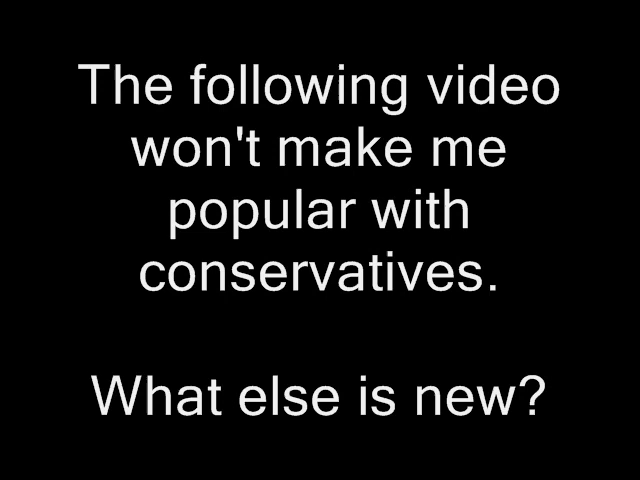 The following video
won't make me
popular with
conservatives.
What else is new?